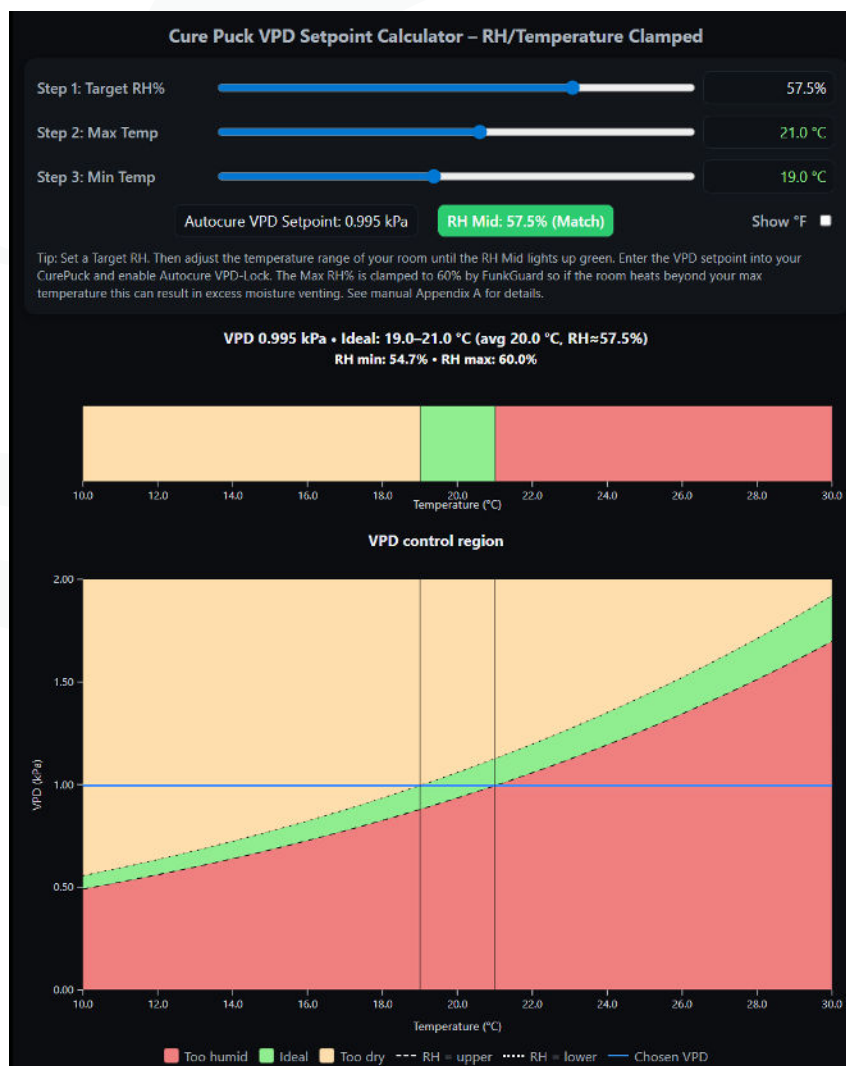 Cure Puck VPD Setpoint Calculator – RH/Temperature Clamped
Step 1: Target RH% 57.5%
Step 2: Max Temp 21.0 °C
Step 3: Min Temp 19.0 °C
Autocure VPD Setpoint: 0.995 kPa RH Mid: 57.5% (Match) Show °F
Tip: Set a Target RH. Then adjust the temperature range of your room until the RH Mid lights up green. Enter the VPD setpoint into your
CurePuck and enable Autocure VPD-Lock. The Max RH% is clamped to 60% by FunkGuard so if the room heats beyond your max
temperature this can result in excess moisture venting. See manual Appendix A for details.
VPD 0.995 kPa • Ideal: 19.0–21.0 °C (avg 20.0 °C, RH≈57.5%)
RH min: 54.7% • RH max: 60.0%
10.0 12.0 14.0 16.0 18.0 20.0 22.0 24.0 26.0 28.0 30.0
Temperature (°C)
VPD control region
2.00
1.50
VPD (kPa)
1.00
0.50
0.00
10.0 12.0 14.0 16.0 18.0 20.0 22.0 24.0 26.0 28.0 30.0
Temperature (°C)
Too humid Ideal Too dry RH = upper RH = lower Chosen VPD